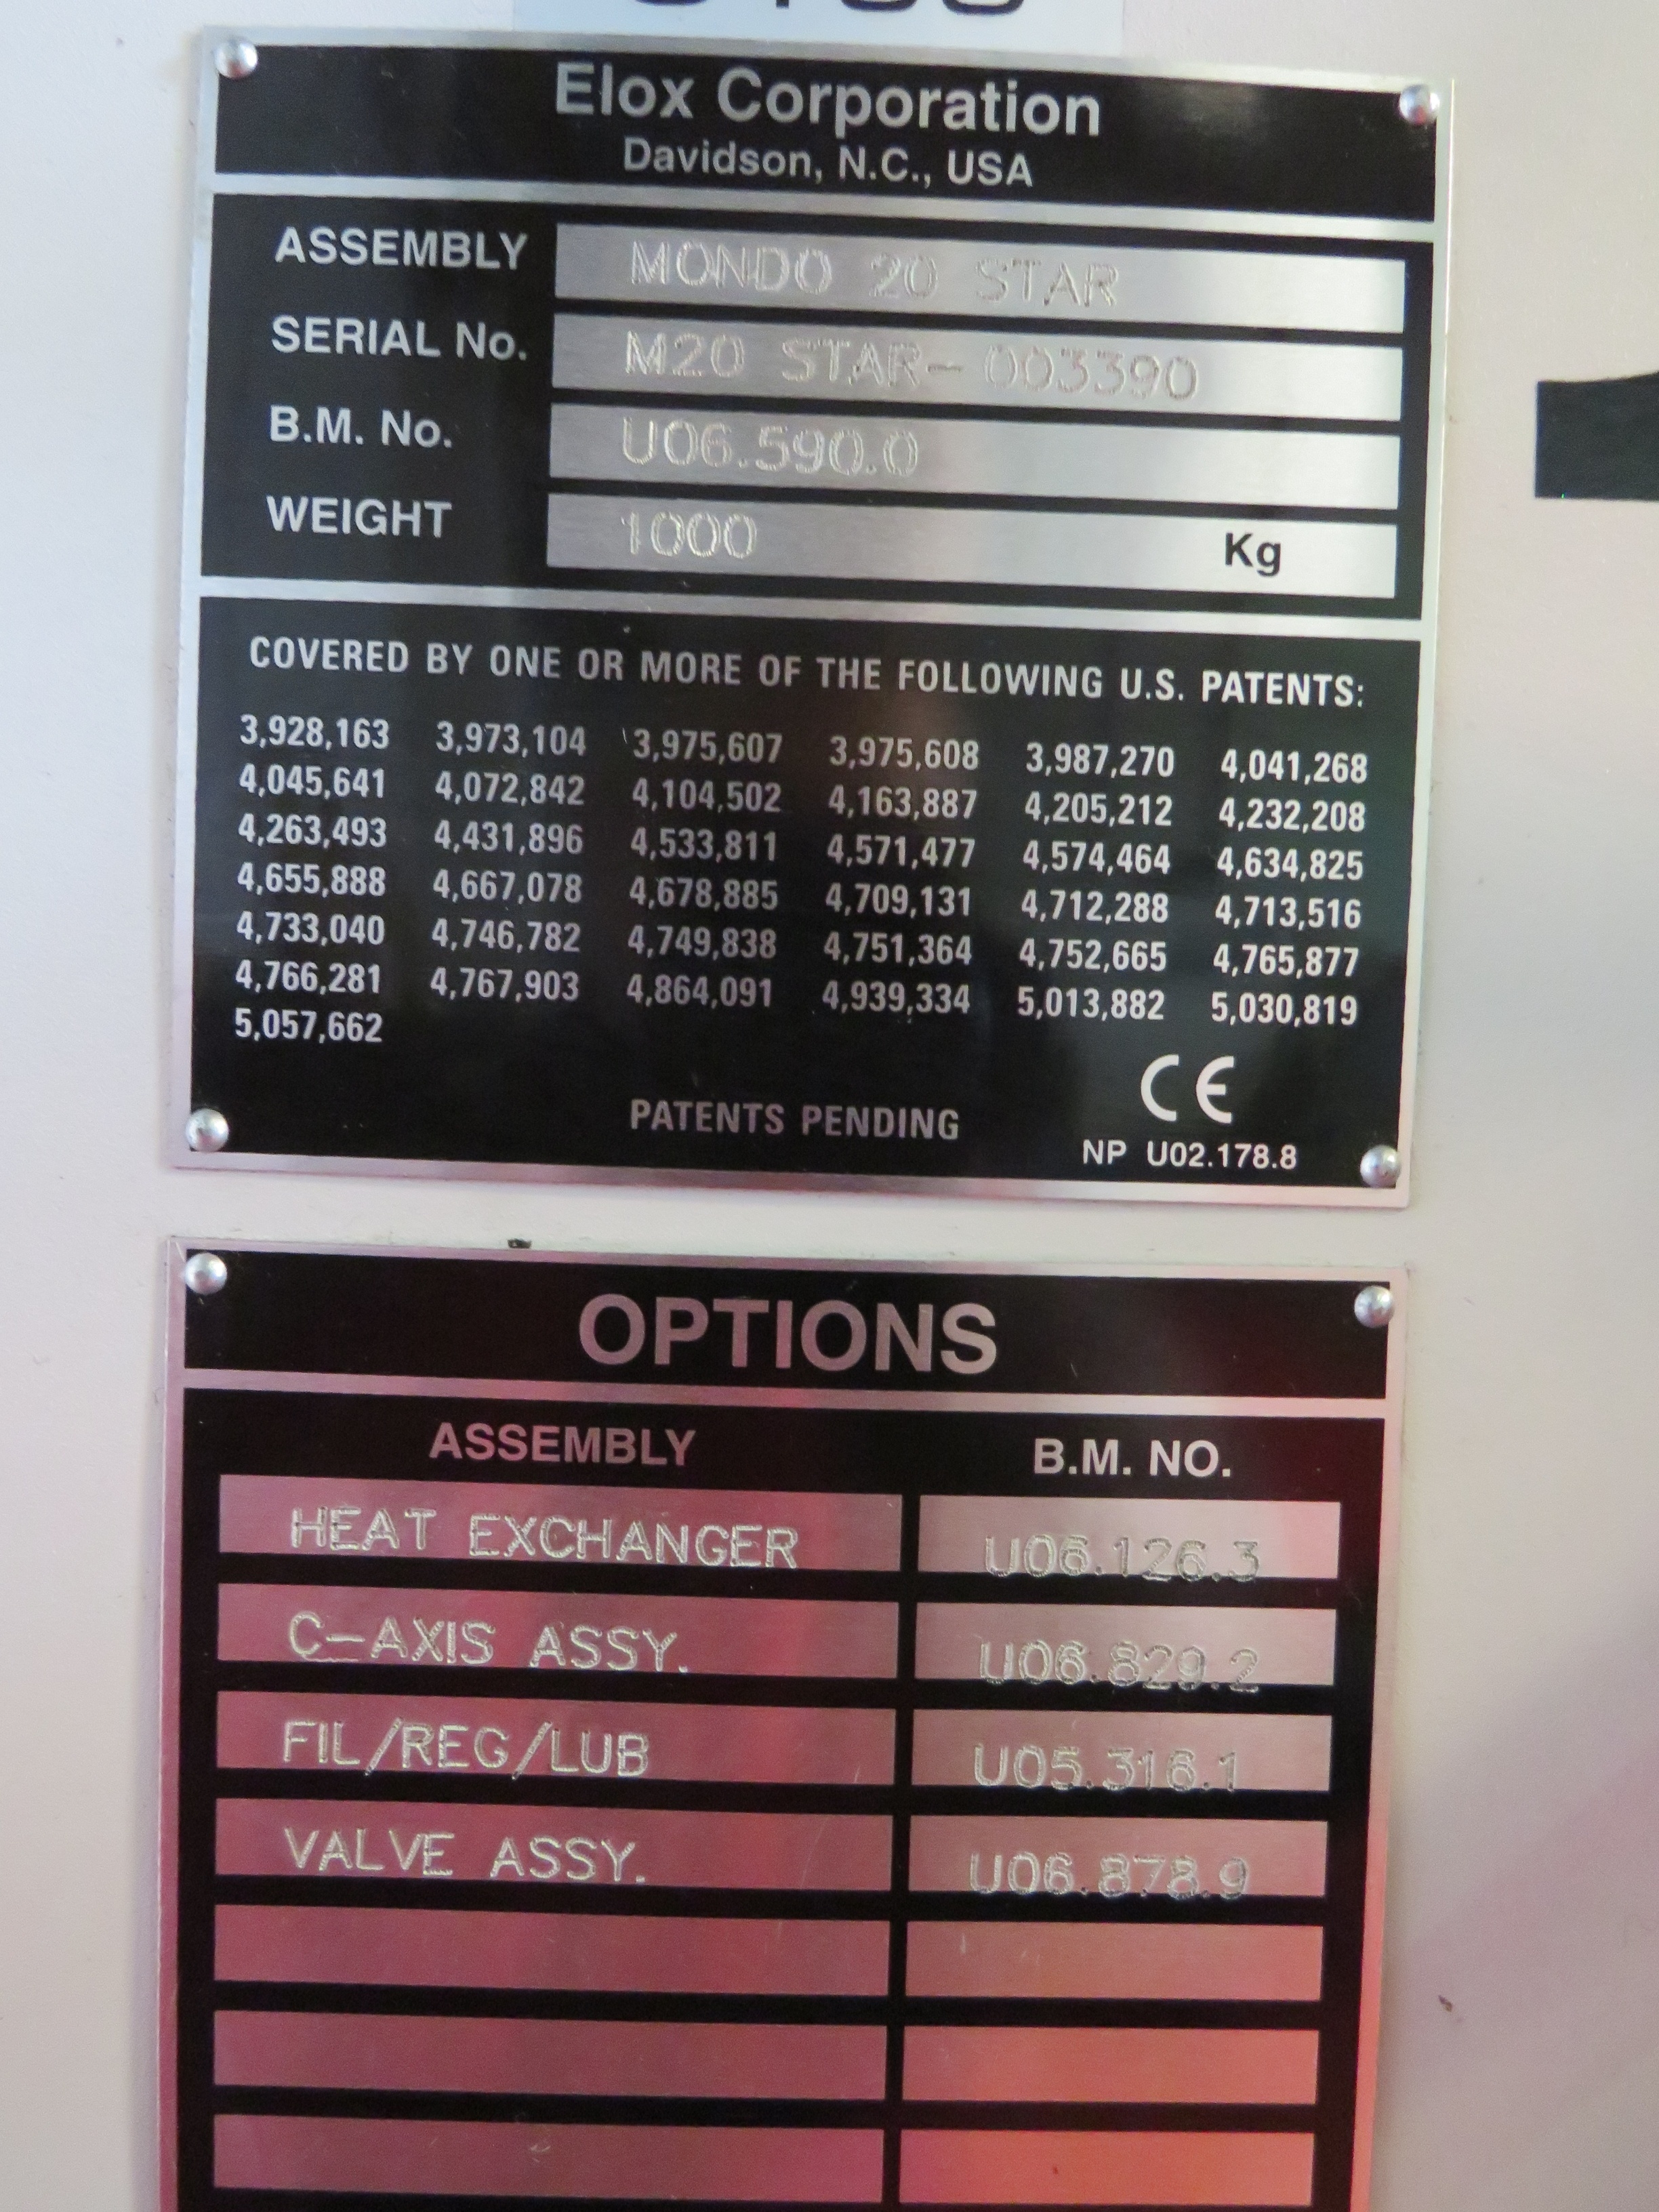 Elox Corporation
Davidson, N.C., USA
ASSEMBLY MONDO 20 STAR
SERIAL No. M20 STAR- 003390
B.M. No. U06.590.0
WEIGHT 1000 Kg
COVERED BY ONE OR MORE OF THE FOLLOWING U.S. PATENTS:
3,928,163 3,973,104 3,975,607 3,975,608 3,987,270 4,041,268
4,045,641 4,072,842 4,104,502 4,163,887 4,205,212 4,232,208
4,263,493 4,431,896 4,533,811 4,571,477 4,574,464 4,634,825
4,655,888 4,667,078 4,678,885 4,709,131 4,712,288 4,713,516
4,733,040 4,746,782 4,749,838 4,751,364 4,752,665 4,765,877
4,766,281 4,767,903 4,864,091 4,939,334 5,013,882 5,030,819
5,057,662
CE
PATENTS PENDING
NP U02.178.8
OPTIONS
ASSEMBLY B.M. NO.
HEAT EXCHANGER U06.126.3
C-AXIS ASSY. U06.829.2
FIL/REG/LUB U05.316.1
VALVE ASSY. U06.878.9